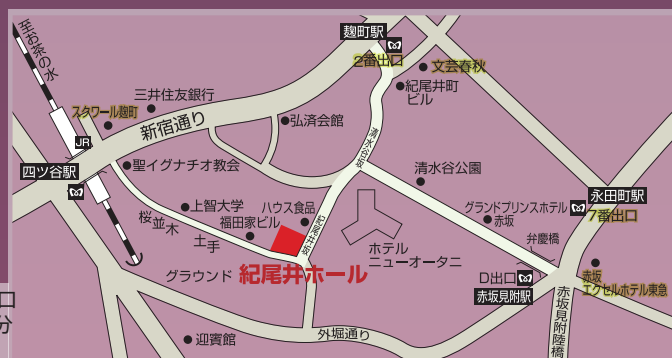 至お茶の水
麹町駅
2番出口
文芸春秋
紀尾井町
ビル
三井住友銀行
スクワール麹町
新宿通り
弘済会館
清水谷坂
JR
四ツ谷駅
聖イグナチオ教会
清水谷公園
上智大学
ハウス食品
福田家ビル
桜並木
土手
紀尾井坂
グランドプリンスホテル
赤坂
永田町駅
7番出口
弁慶橋
ホテル
ニューオータニ
グラウンド
紀尾井ホール
D出口
赤坂見附駅
赤坂
エクセルホテル東急
赤坂見附陸橋
外堀通り
迎賓館
口
分